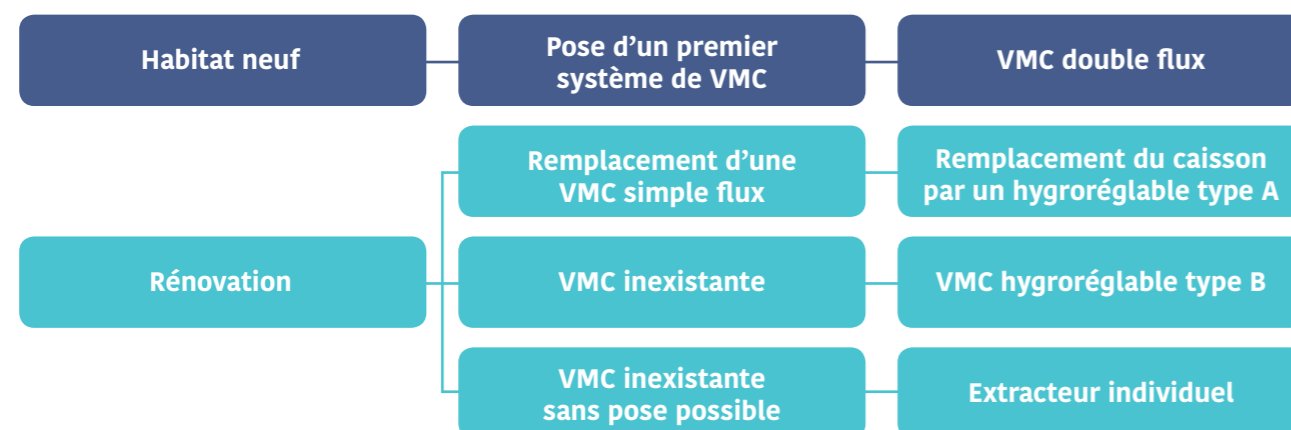 Habitat neuf
Pose d’un premier
système de VMC
VMC double flux
Remplacement d’une
VMC simple flux
Remplacement du caisson
par un hygroréglable type A
Rénovation
VMC inexistante
VMC hygroréglable type B
VMC inexistante
sans pose possible
Extracteur individuel